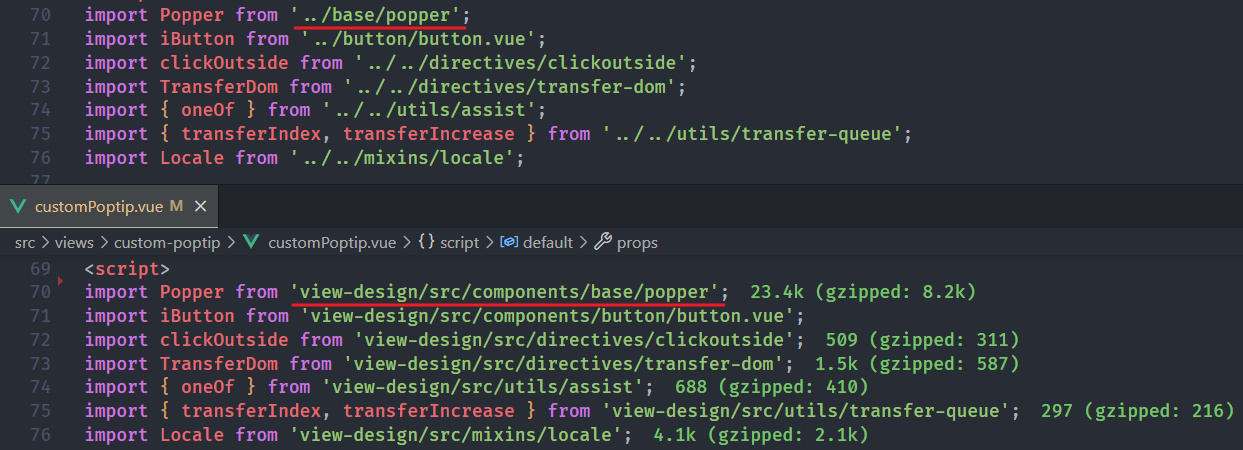 70 import Popper from '../base/popper';
71 import iButton from '../button/button.vue';
72 import clickOutside from '../../directives/clickoutside';
73 import TransferDom from '../../directives/transfer-dom';
74 import { oneOf } from '../../utils/assist';
75 import { transferIndex, transferIncrease } from '../../utils/transfer-queue';
76 import Locale from '../../mixins/locale';
77
customPoptip.vue M ×
src > views > custom-poptip > customPoptip.vue > {} script > default > props
69 <script>
70 import Popper from 'view-design/src/components/base/popper'; 23.4k (gzipped: 8.2k)
71 import iButton from 'view-design/src/components/button/button.vue';
72 import clickOutside from 'view-design/src/directives/clickoutside'; 509 (gzipped: 311)
73 import TransferDom from 'view-design/src/directives/transfer-dom'; 1.5k (gzipped: 587)
74 import { oneOf } from 'view-design/src/utils/assist'; 688 (gzipped: 410)
75 import { transferIndex, transferIncrease } from 'view-design/src/utils/transfer-queue'; 297 (gzipped: 216)
76 import Locale from 'view-design/src/mixins/locale'; 4.1k (gzipped: 2.1k)